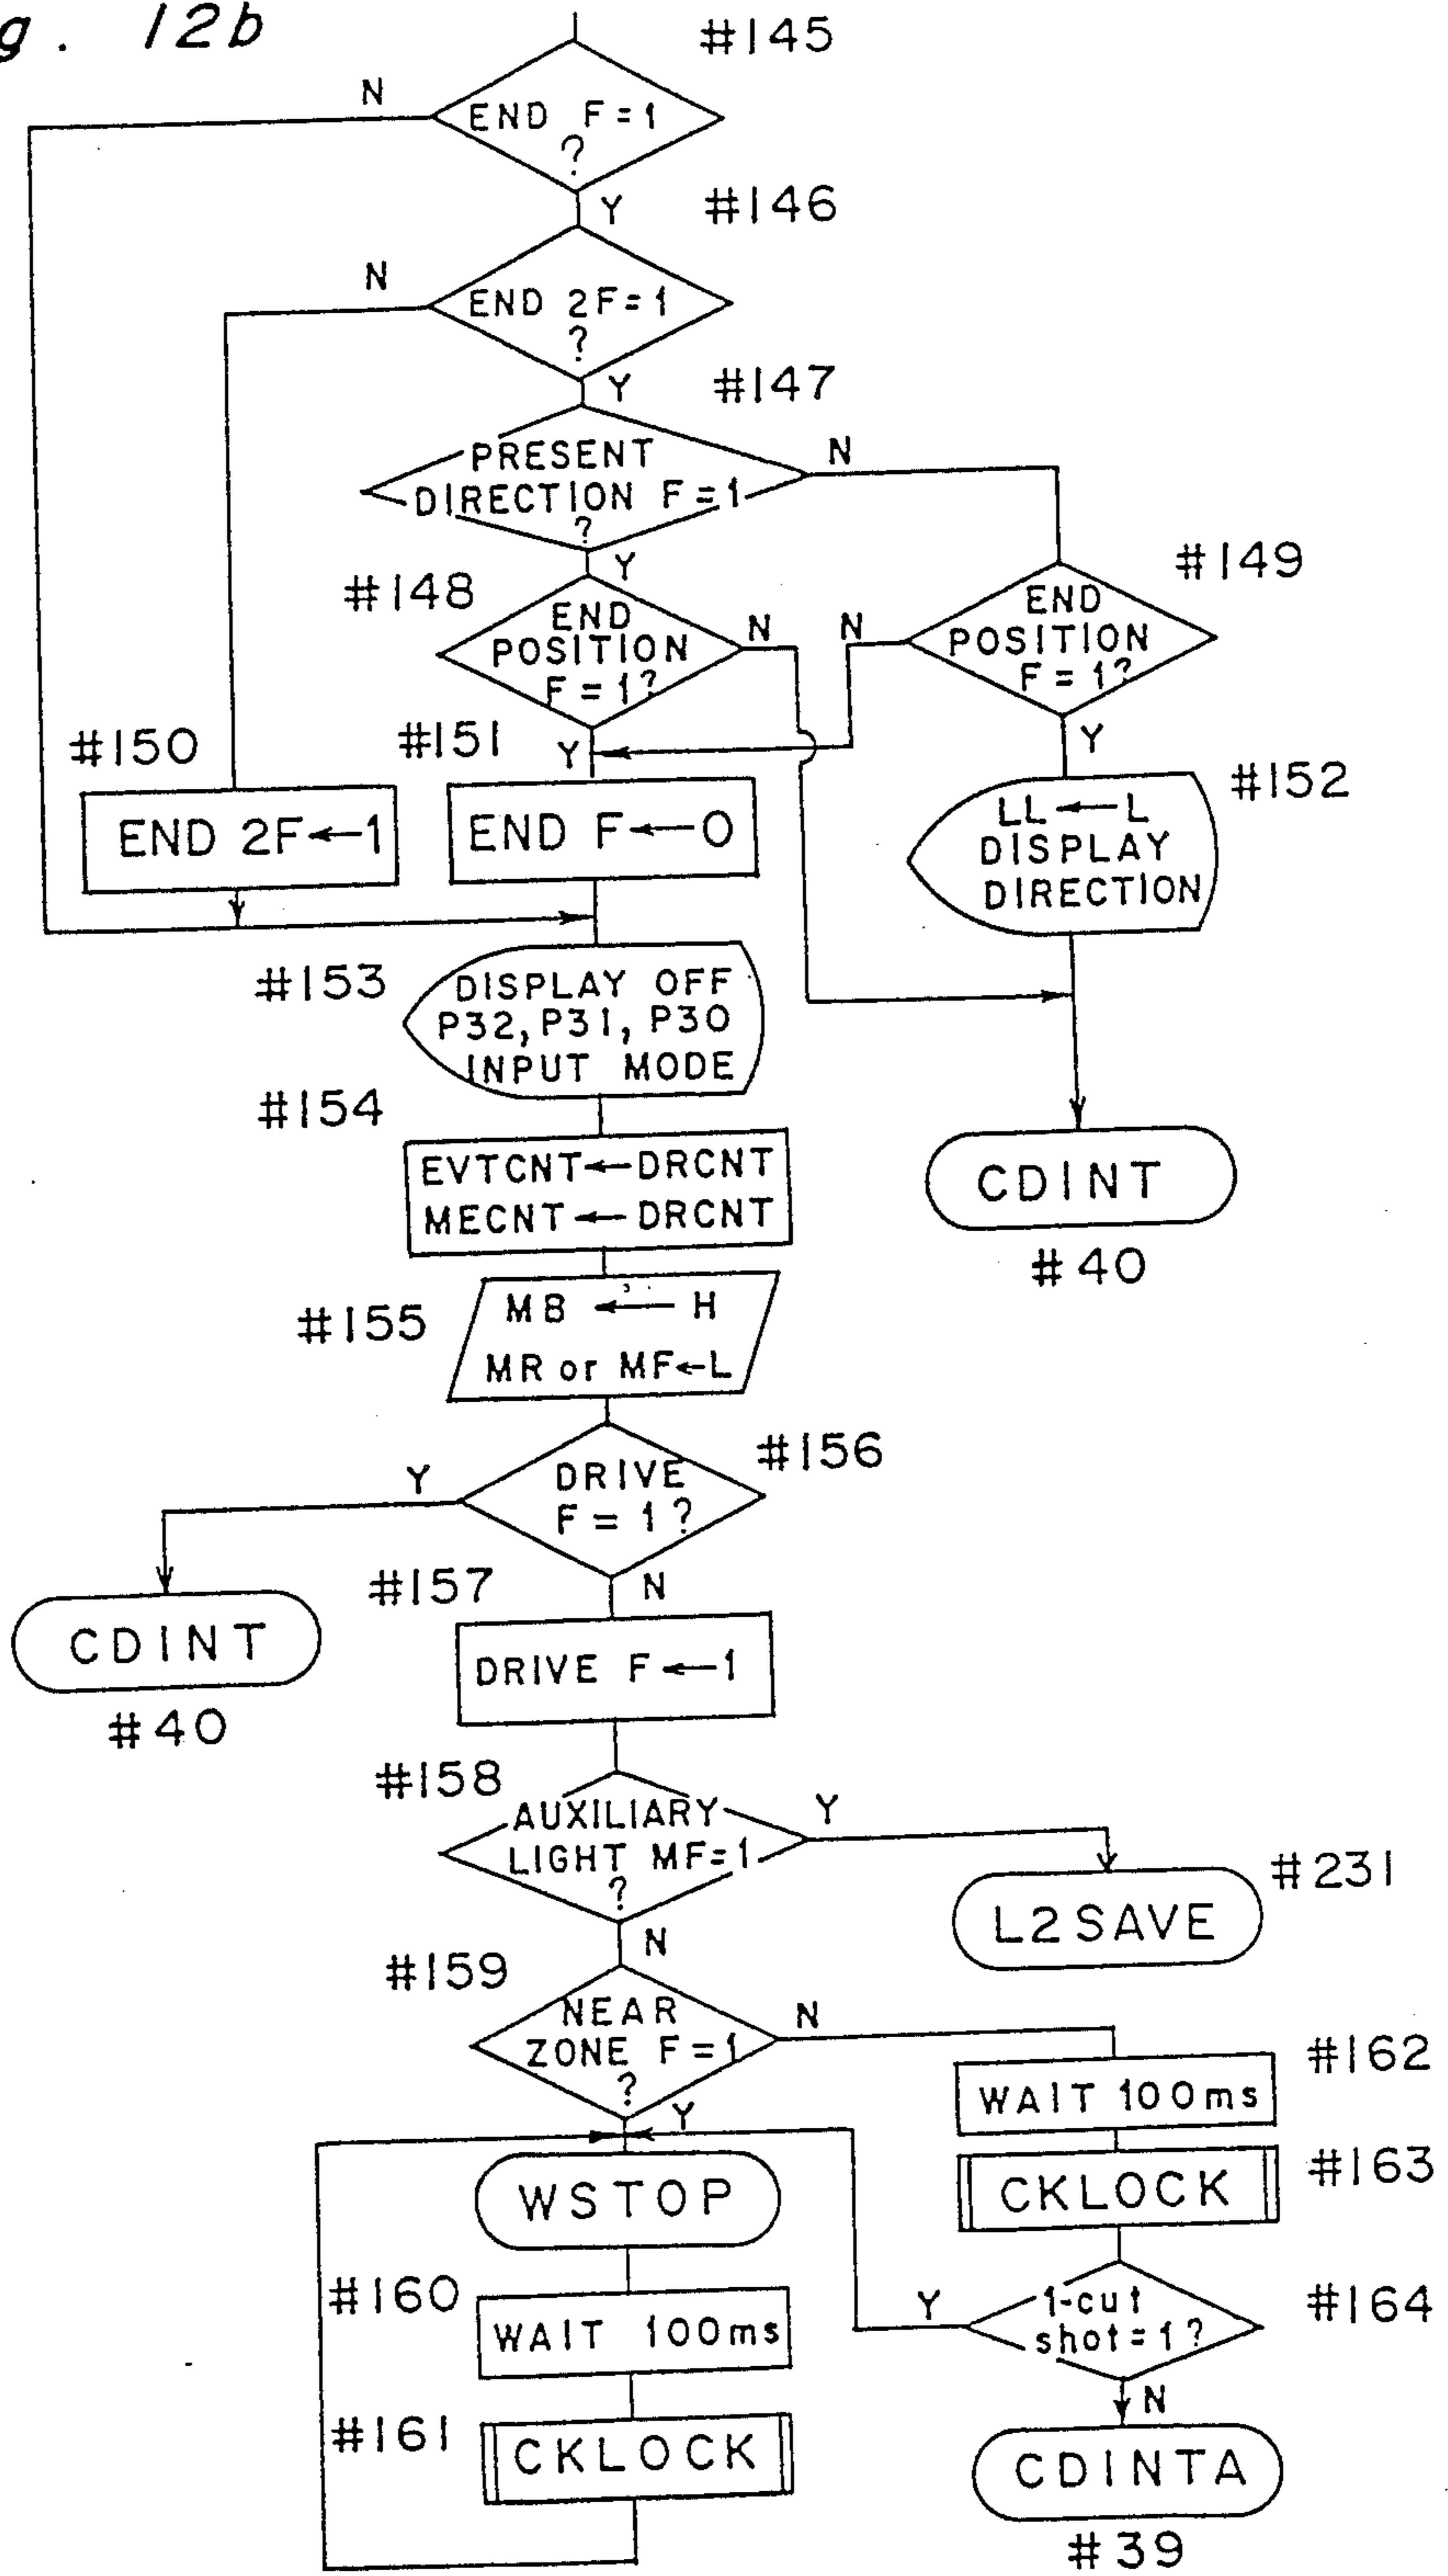 g. 12b
#145
N
END F=1
?
Y
#146
N
END 2F=1
?
Y
#147
PRESENT
DIRECTION F=1
?
N
Y
#148
END
POSITION
F=1?
N
N
#149
END
POSITION
F=1?
Y
#150
#151
Y
#152
END 2F←1
END F←0
LL←L
DISPLAY
DIRECTION
#153
DISPLAY OFF
P32, P31, P30
INPUT MODE
#154
EVTCNT←DRCNT
MECNT←DRCNT
CDINT
#40
#155
MB ← H
MR or MF←L
#156
Y
DRIVE
F=1?
#157
N
CDINT
#40
DRIVE F←1
#158
AUXILIARY
LIGHT MF=1
?
Y
#231
L2SAVE
N
#159
NEAR
ZONE F=1
?
N
#162
WAIT 100ms
Y
#163
CKLOCK
WSTOP
#160
WAIT 100ms
Y
1-cut
shot=1?
#164
N
#161
CKLOCK
CDINTA
#39